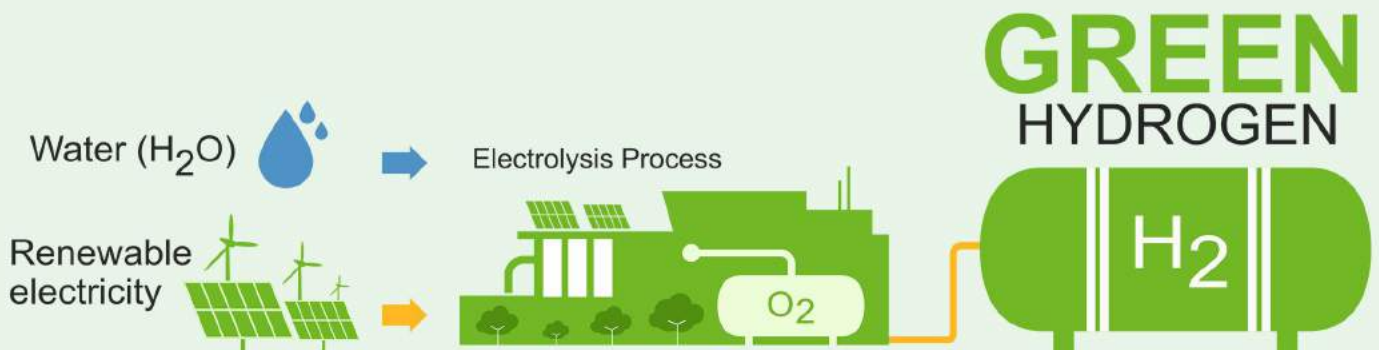 GREEN
HYDROGEN
Water (H₂O)
Electrolysis Process
Renewable
electricity
O₂
H₂